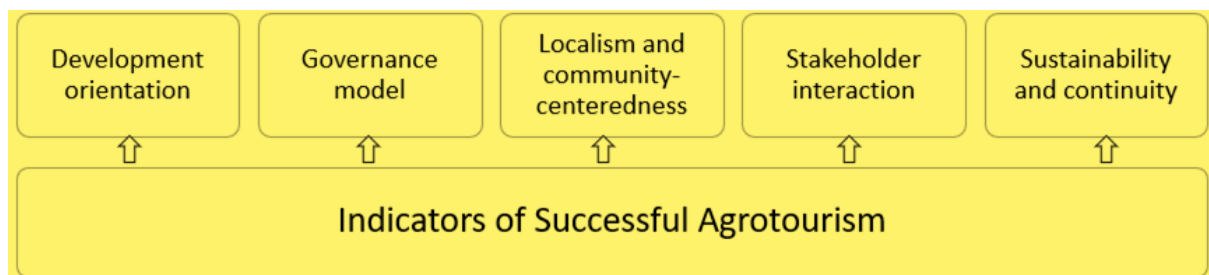 Development
orientation
Governance
model
Localism and
community-
centeredness
Stakeholder
interaction
Sustainability
and continuity
Indicators of Successful Agrotourism